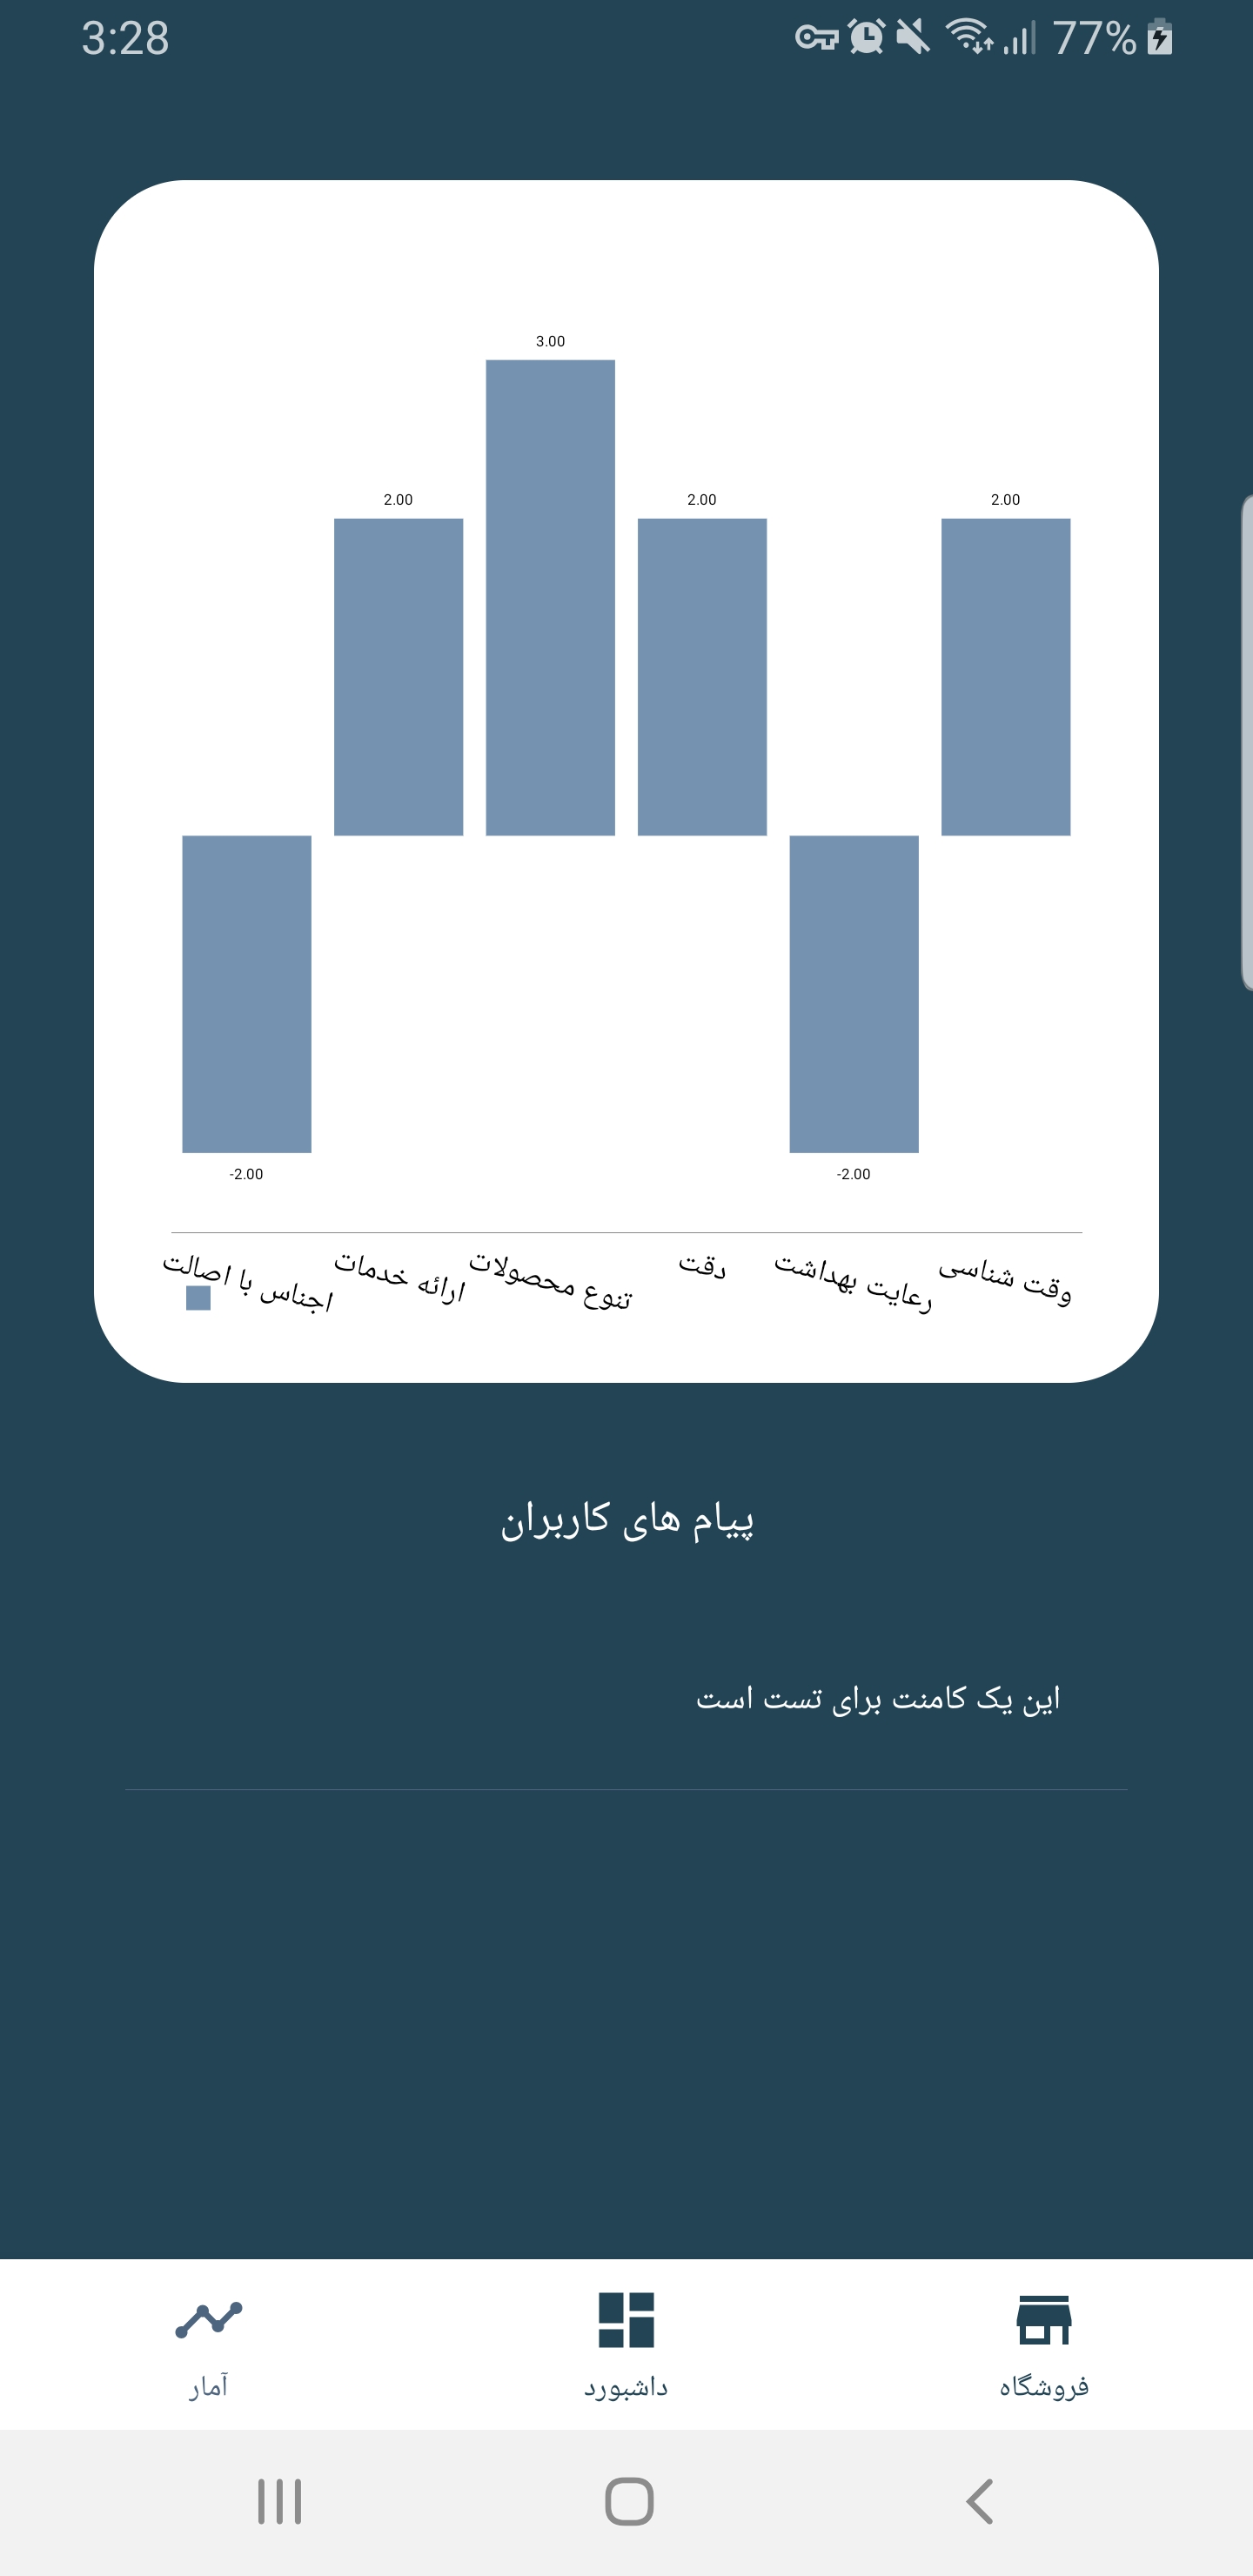 3:28 77%
3.00
2.00 2.00 2.00
-2.00 -2.00
اجناس با اصالت ارائه خدمات تنوع محصولات دقت رعایت بهداشت وقت شناسی
پیام های کاربران
این یک کامنت برای تست است
آمار داشبورد فروشگاه